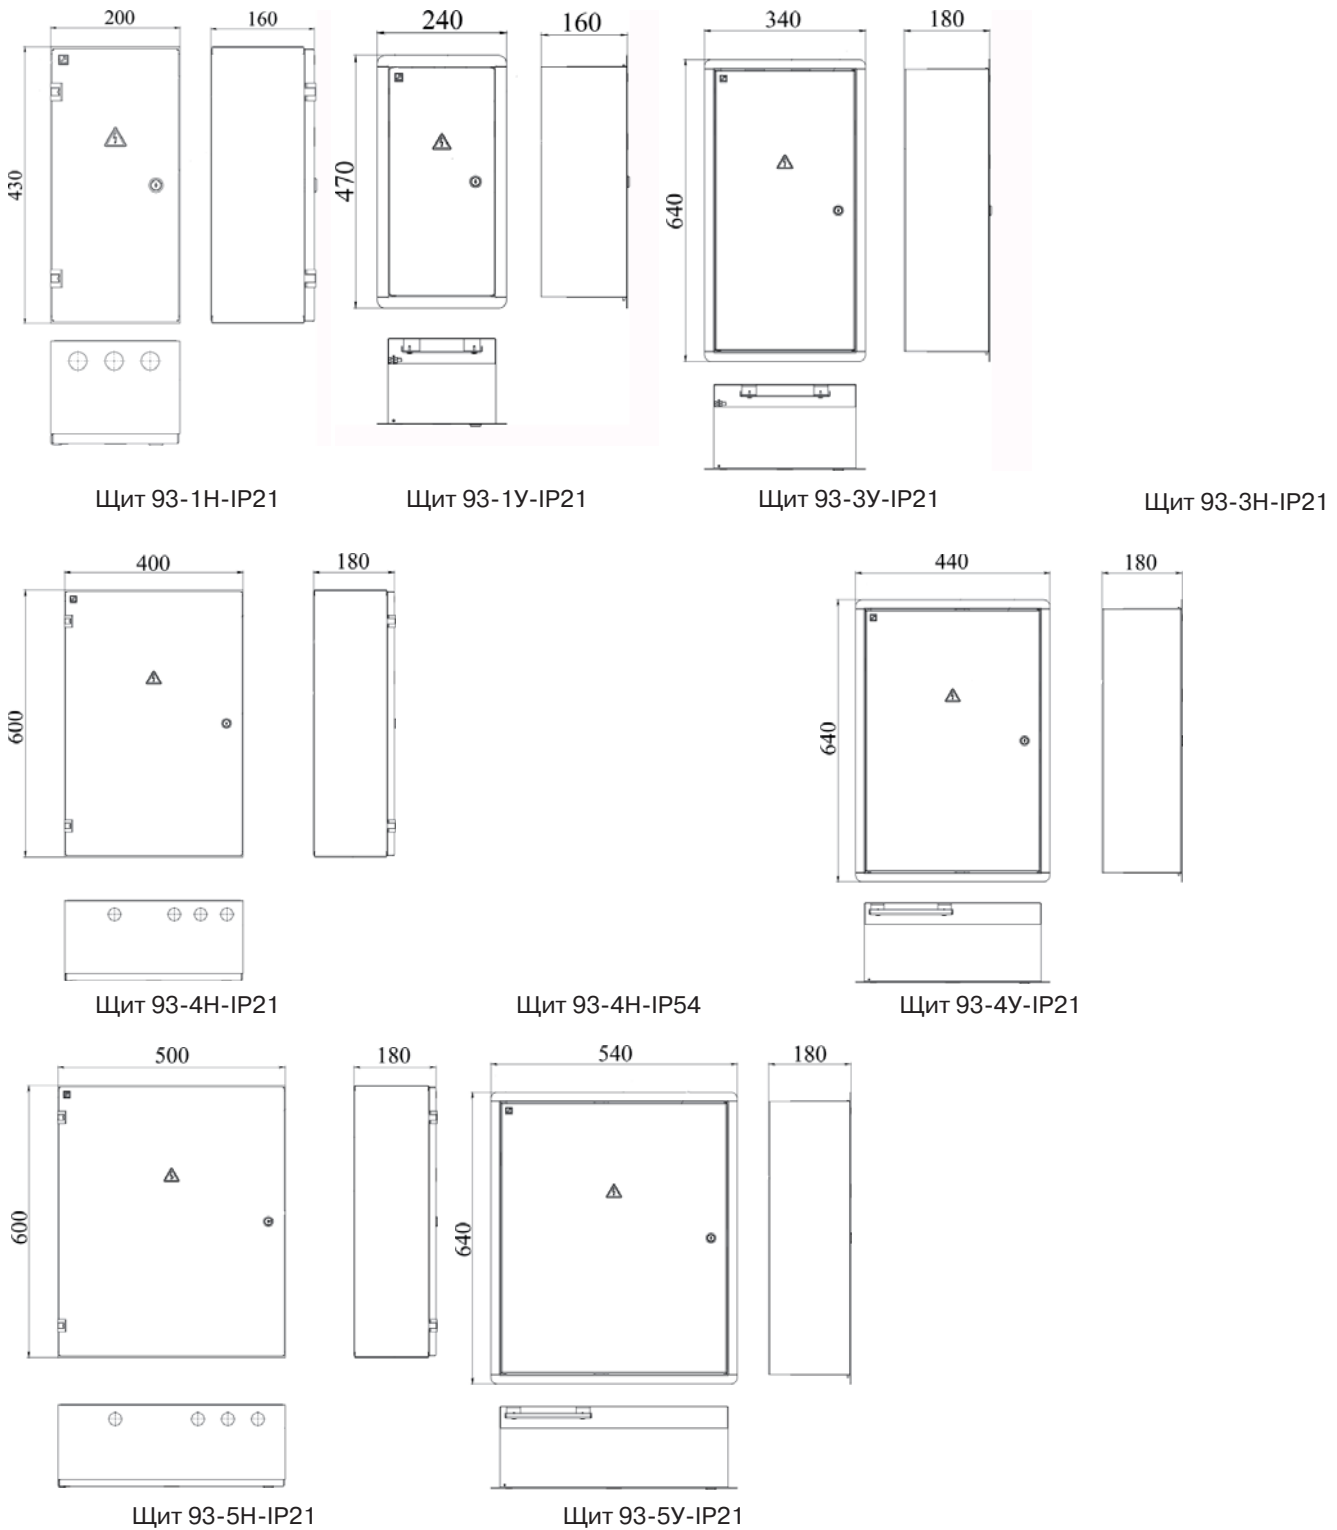 200 160 240 160 340 180
430 470 640
Щит 93-1Н-IP21 Щит 93-1У-IP21 Щит 93-3У-IP21 Щит 93-3Н-IP21
400 180 440 180
600 640
Щит 93-4Н-IP21 Щит 93-4Н-IP54 Щит 93-4У-IP21
500 180 540 180
600 640
Щит 93-5Н-IP21 Щит 93-5У-IP21